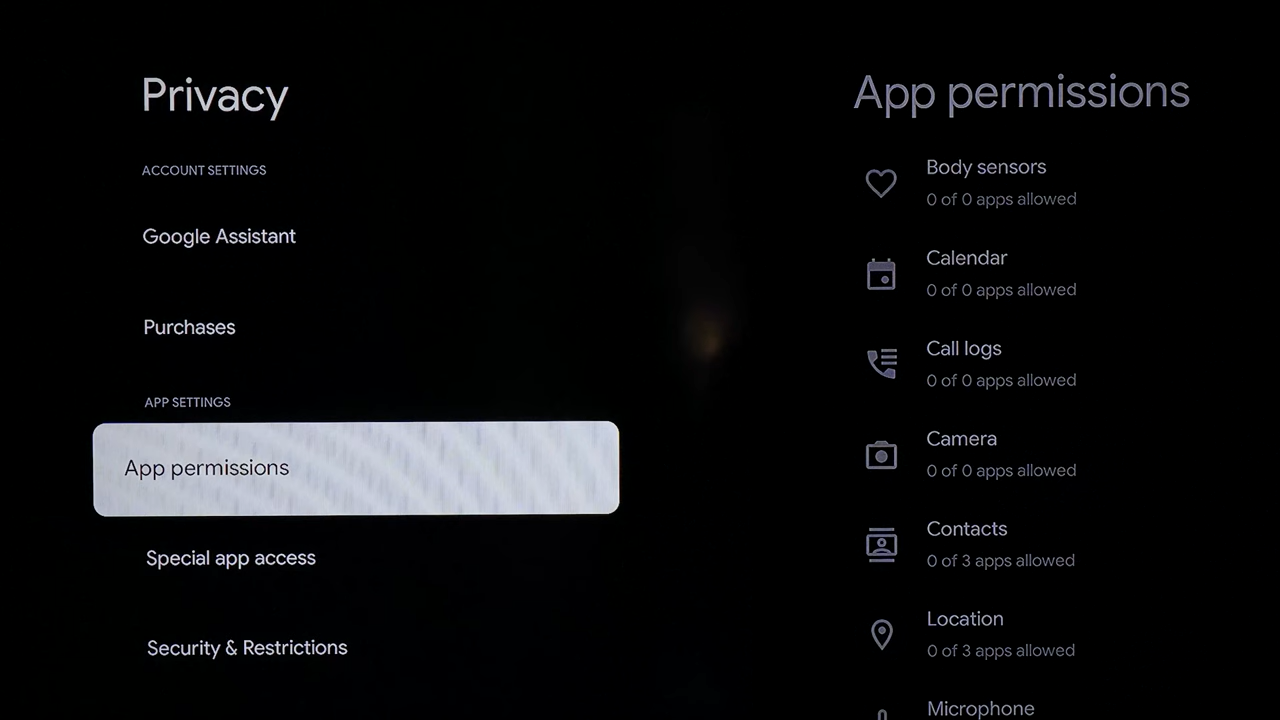 Privacy
ACCOUNT SETTINGS
Google Assistant
Purchases
APP SETTINGS
App permissions
Special app access
Security & Restrictions
App permissions
Body sensors
0 of 0 apps allowed
Calendar
0 of 0 apps allowed
Call logs
0 of 0 apps allowed
Camera
0 of 0 apps allowed
Contacts
0 of 3 apps allowed
Location
0 of 3 apps allowed
Microphone